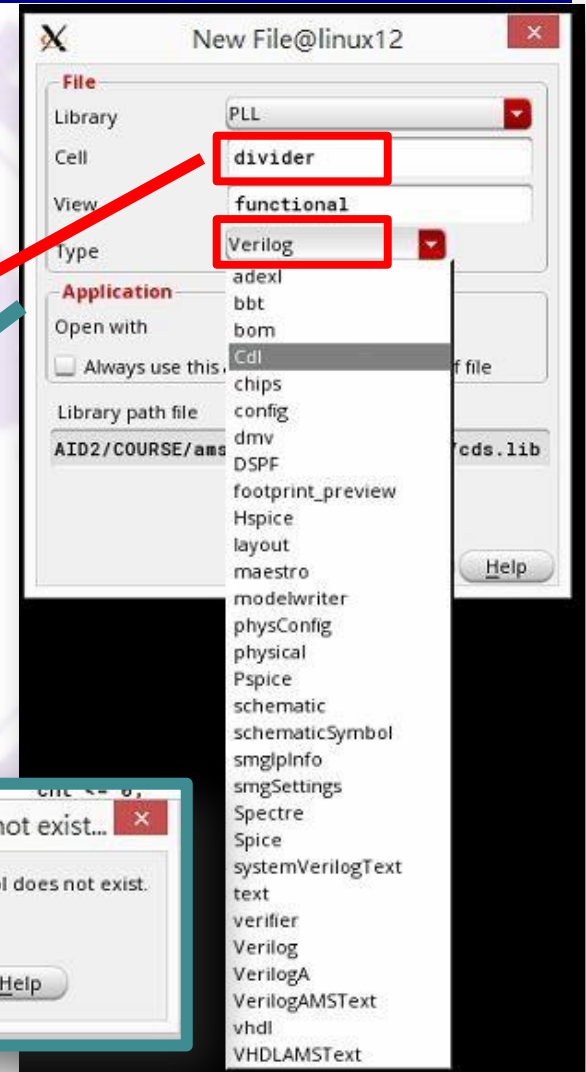 New File@linux12
File
Library PLL
Cell divider
View functional
Type Verilog
Application
Open with
Always use this f file
Library path file
AID2/COURSE/ams cds.lib
Help
adexl
bbt
bom
Cdl
chips
config
dmv
DSPF
footprint_preview
Hspice
layout
maestro
modelwriter
physConfig
physical
Pspice
schematic
schematicSymbol
smgIpInfo
smgSettings
Spectre
Spice
systemVerilogText
text
verifier
Verilog
VerilogA
VerilogAMSText
vhdl
VHDLAMSText
not exist...
l does not exist.
Help